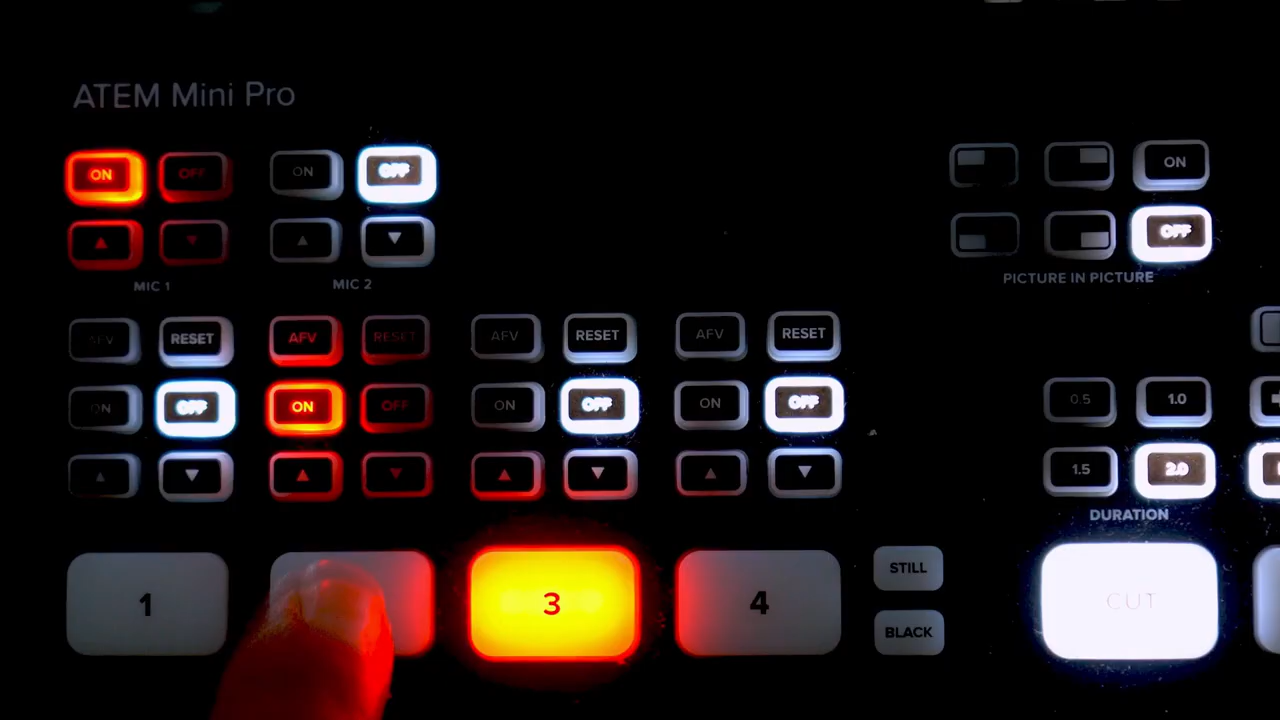 ATEM Mini Pro
ON OFF ON OFF ON
OFF
MIC 1 MIC 2 PICTURE IN PICTURE
AFV RESET AFV RESET AFV RESET AFV RESET
ON OFF ON OFF ON OFF ON OFF 0.5 1.0
1.5 2.0
DURATION
1 3 4 STILL CUT
BLACK